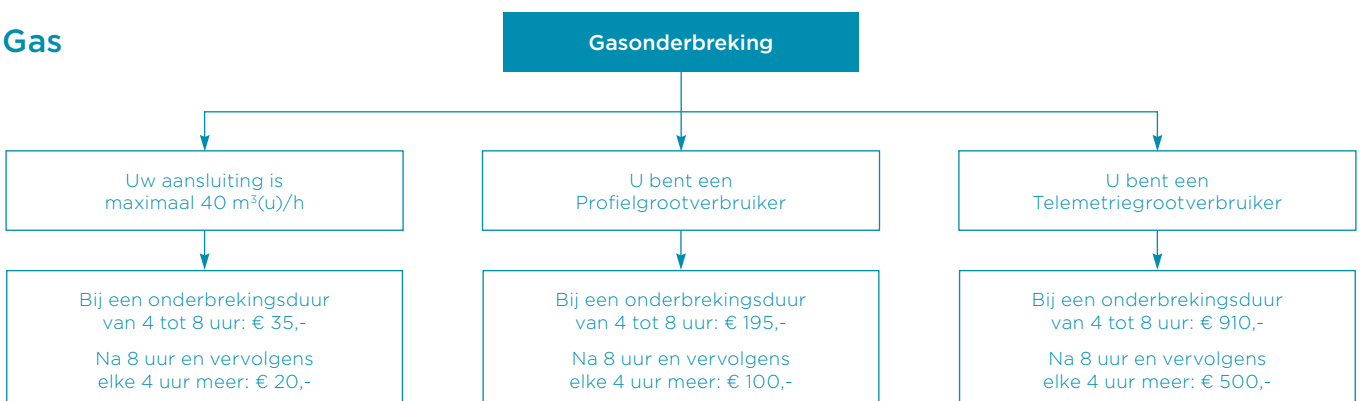 Gas
Gasonderbreking
Uw aansluiting is
maximaal 40 m³(u)/h
U bent een
Profielgrootverbruiker
U bent een
Telemetriegrootverbruiker
Bij een onderbrekingsduur
van 4 tot 8 uur: € 35,-
Na 8 uur en vervolgens
elke 4 uur meer: € 20,-
Bij een onderbrekingsduur
van 4 tot 8 uur: € 195,-
Na 8 uur en vervolgens
elke 4 uur meer: € 100,-
Bij een onderbrekingsduur
van 4 tot 8 uur: € 910,-
Na 8 uur en vervolgens
elke 4 uur meer: € 500,-